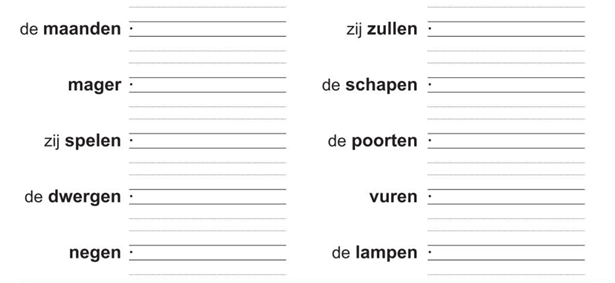 de maanden
mager
zij spelen
de dwergen
negen
zij zullen
de schapen
de poorten
vuren
de lampen